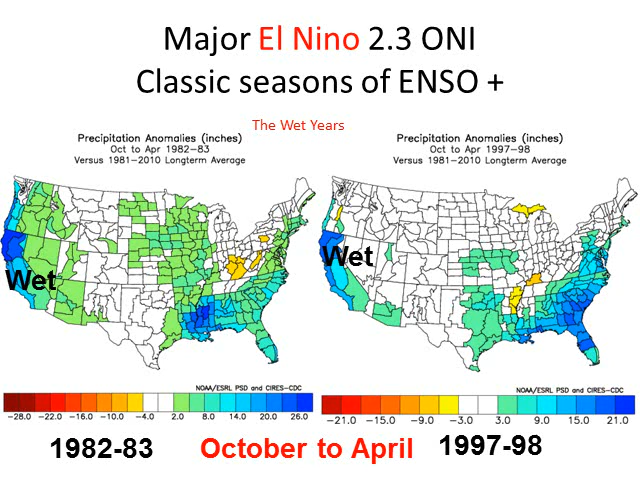 Major El Nino 2.3 ONI
Classic seasons of ENSO +
The Wet Years
Precipitation Anomalies (inches)
Oct to Apr 1982-83
Versus 1981-2010 Longterm Average
Precipitation Anomalies (inches)
Oct to Apr 1997-98
Versus 1981-2010 Longterm Average
Wet
Wet
NOAA/ESRL PSD and CIRES-CDC
-28.0 -22.0 -16.0 -10.0 -4.0 2.0 8.0 14.0 20.0 26.0
NOAA/ESRL PSD and CIRES-CDC
-21.0 -15.0 -9.0 -3.0 3.0 9.0 15.0 21.0
1982-83 October to April 1997-98